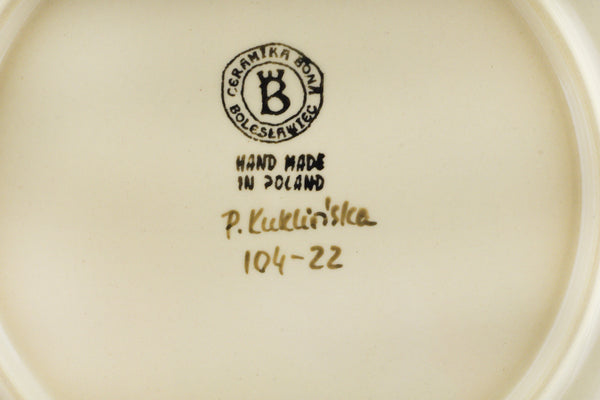 CERAMIKA BONA
B
BOLESŁAWIEC
HAND MADE
IN POLAND
P. Kuklińska
104-22